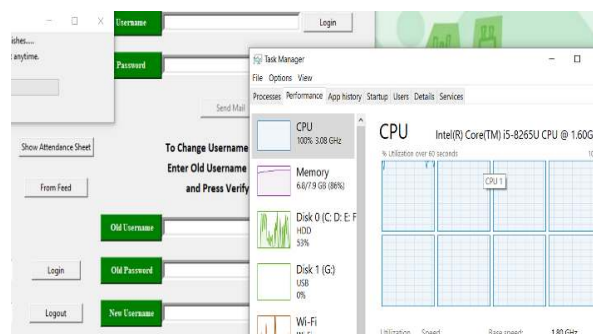 Username
Login
ishes.....
anytime.
Password
Send Mail
Show Attendance Sheet
To Change Username
Enter Old Username
and Press Verify
From Feed
Old Username
Login
Old Password
Logout
New Username
Task Manager
File Options View
Processes Performance App history Startup Users Details Services
CPU
100% 3.08 GHz
Memory
6.8/7.9 GB (86%)
Disk 0 (C: D: E: F
HDD
53%
Disk 1 (G:)
USB
0%
Wi-Fi
CPU Intel(R) Core(TM) i5-8265U CPU @ 1.60G
% Utilization over 60 seconds
10
CPU 1
Utilization Speed Base speed: 1.80 GHz